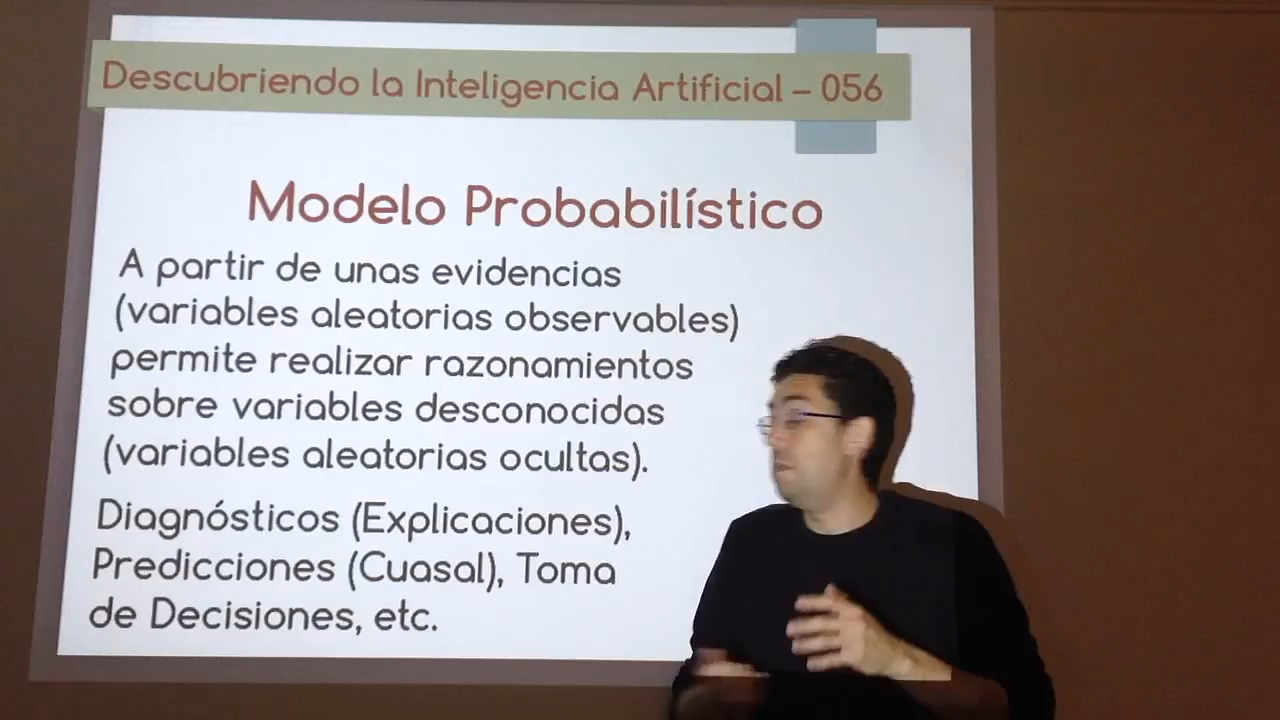 Descubriendo la Inteligencia Artificial – 056
Modelo Probabilístico
A partir de unas evidencias
(variables aleatorias observables)
permite realizar razonamientos
sobre variables desconocidas
(variables aleatorias ocultas).
Diagnósticos (Explicaciones),
Predicciones (Cuasal), Toma
de Decisiones, etc.